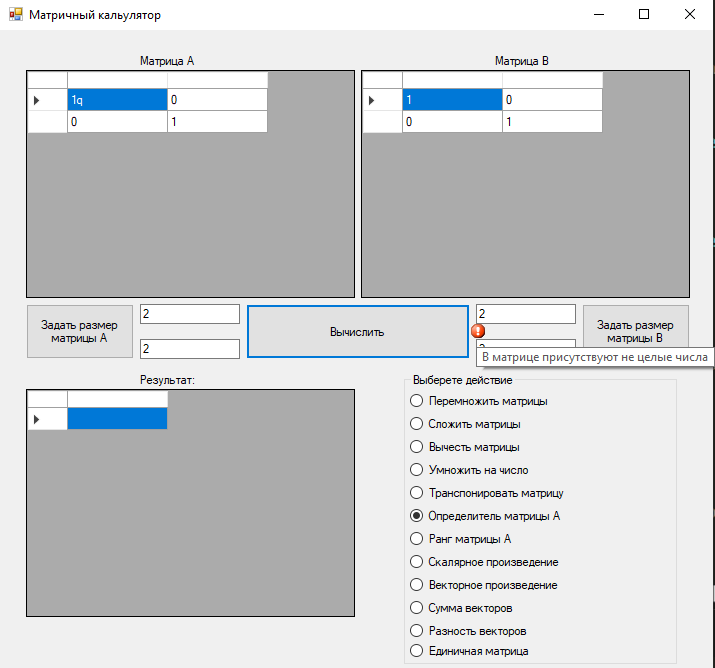 Матричный кальулятор
Матрица A
Матрица B
1q 0
0 1
1 0
0 1
Задать размер
матрицы A
2
2
Вычислить
2
Задать размер
матрицы B
В матрице присутствуют не целые числа
Результат:
Выберете действие
Перемножить матрицы
Сложить матрицы
Вычесть матрицы
Умножить на число
Транспонировать матрицу
Определитель матрицы A
Ранг матрицы A
Скалярное произведение
Векторное произведение
Сумма векторов
Разность векторов
Единичная матрица